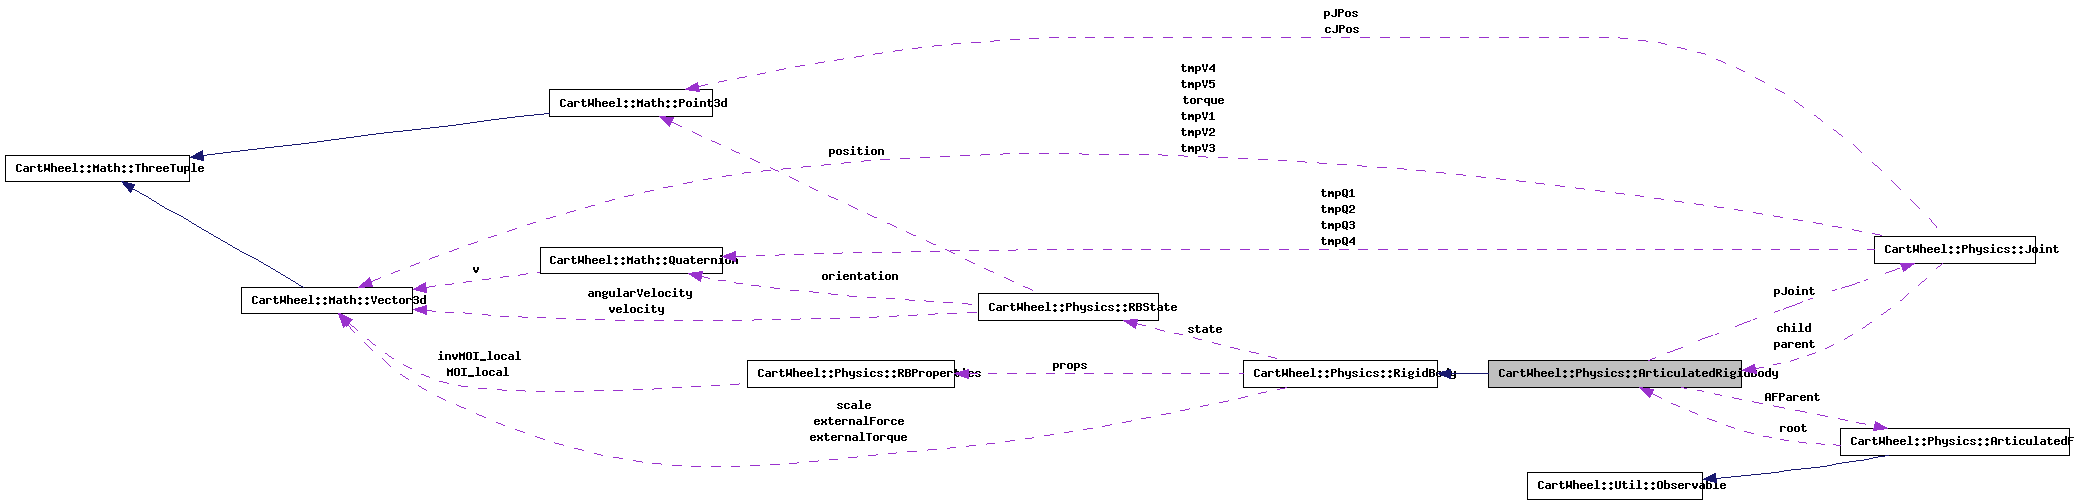 pJPos
cJPos
tmpV4
tmpV5
torque
tmpV1
tmpV2
tmpV3
CartWheel::Math::Point3d
position
CartWheel::Math::ThreeTuple
tmpQ1
tmpQ2
tmpQ3
tmpQ4
CartWheel::Physics::Joint
CartWheel::Math::Quaternion
v
orientation
CartWheel::Math::Vector3d
angularVelocity
velocity
pJoint
CartWheel::Physics::RBState
state
child
parent
invMOI_local
MOI_local
CartWheel::Physics::RBProperties
props
CartWheel::Physics::RigidBody
CartWheel::Physics::ArticulatedRigidBody
scale
externalForce
externalTorque
AFParent
root
CartWheel::Physics::ArticulatedF
CartWheel::Util::Observable